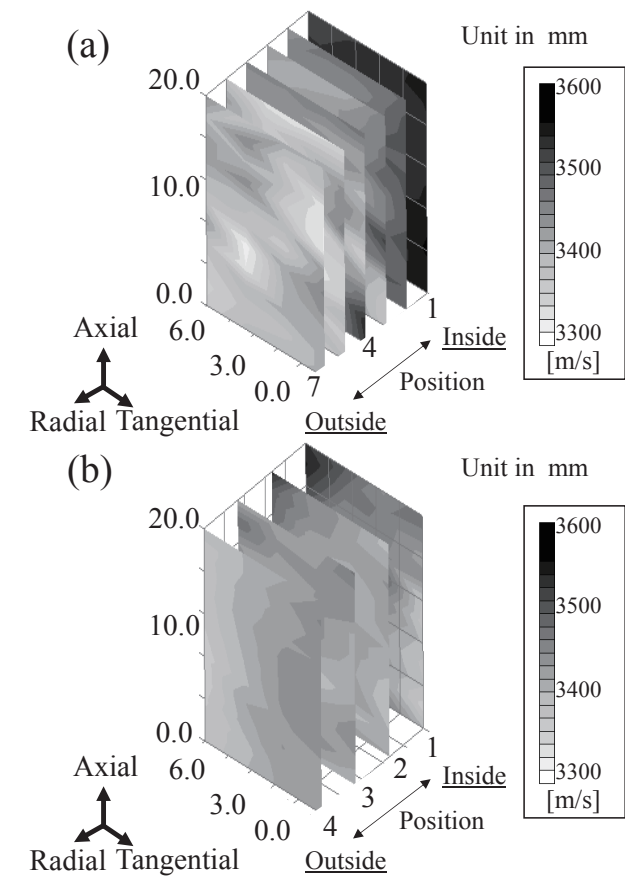 (a)
Unit in mm
20.0
10.0
0.0
6.0
3.0
0.0
7
4
1
Inside
Position
Outside
Axial
Radial
Tangential
3600
3500
3400
3300
[m/s]
(b)
Unit in mm
20.0
10.0
0.0
6.0
3.0
0.0
4
3
2
1
Inside
Position
Outside
Axial
Radial
Tangential
3600
3500
3400
3300
[m/s]